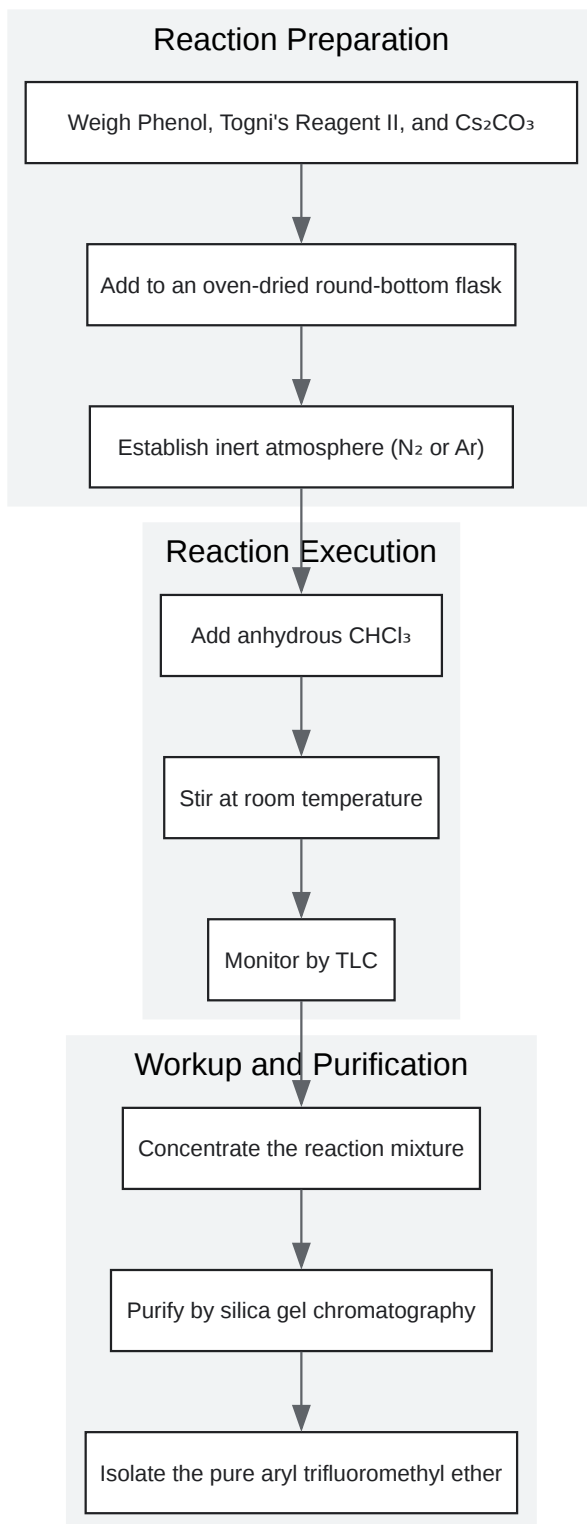 Reaction Preparation
Weigh Phenol, Togni's Reagent II, and Cs₂CO₃
Add to an oven-dried round-bottom flask
Establish inert atmosphere (N₂ or Ar)
Reaction Execution
Add anhydrous CHCl₃
Stir at room temperature
Monitor by TLC
Workup and Purification
Concentrate the reaction mixture
Purify by silica gel chromatography
Isolate the pure aryl trifluoromethyl ether